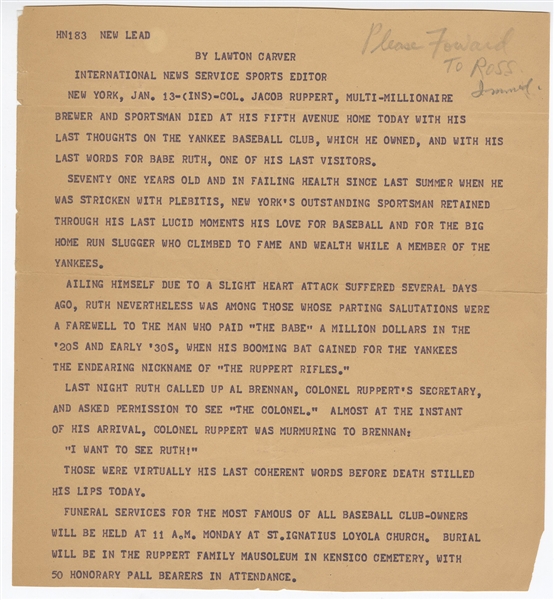 HN183 NEW LEAD
Please Forward
TO ROSS
BY LAWTON CARVER
INTERNATIONAL NEWS SERVICE SPORTS EDITOR
NEW YORK, JAN. 13-(INS)-COL. JACOB RUPPERT, MULTI-MILLIONAIRE
BREWER AND SPORTSMAN DIED AT HIS FIFTH AVENUE HOME TODAY WITH HIS
LAST THOUGHTS ON THE YANKEE BASEBALL CLUB, WHICH HE OWNED, AND WITH HIS
LAST WORDS FOR BABE RUTH, ONE OF HIS LAST VISITORS.
SEVENTY ONE YEARS OLD AND IN FAILING HEALTH SINCE LAST SUMMER WHEN HE
WAS STRICKEN WITH PLEBITIS, NEW YORK'S OUTSTANDING SPORTSMAN RETAINED
THROUGH HIS LAST LUCID MOMENTS HIS LOVE FOR BASEBALL AND FOR THE BIG
HOME RUN SLUGGER WHO CLIMBED TO FAME AND WEALTH WHILE A MEMBER OF THE
YANKEES.
AILING HIMSELF DUE TO A SLIGHT HEART ATTACK SUFFERED SEVERAL DAYS
AGO, RUTH NEVERTHELESS WAS AMONG THOSE WHOSE PARTING SALUTATIONS WERE
A FAREWELL TO THE MAN WHO PAID "THE BABE" A MILLION DOLLARS IN THE
'20S AND EARLY '30S, WHEN HIS BOOMING BAT GAINED FOR THE YANKEES
THE ENDEARING NICKNAME OF "THE RUPPERT RIFLES."
LAST NIGHT RUTH CALLED UP AL BRENNAN, COLONEL RUPPERT'S SECRETARY,
AND ASKED PERMISSION TO SEE "THE COLONEL." ALMOST AT THE INSTANT
OF HIS ARRIVAL, COLONEL RUPPERT WAS MURMURING TO BRENNAN:
"I WANT TO SEE RUTH!"
THOSE WERE VIRTUALLY HIS LAST COHERENT WORDS BEFORE DEATH STILLED
HIS LIPS TODAY.
FUNERAL SERVICES FOR THE MOST FAMOUS OF ALL BASEBALL CLUB-OWNERS
WILL BE HELD AT 11 A.M. MONDAY AT ST.IGNATIUS LOYOLA CHURCH. BURIAL
WILL BE IN THE RUPPERT FAMILY MAUSOLEUM IN KENSICO CEMETERY, WITH
50 HONORARY PALL BEARERS IN ATTENDANCE.